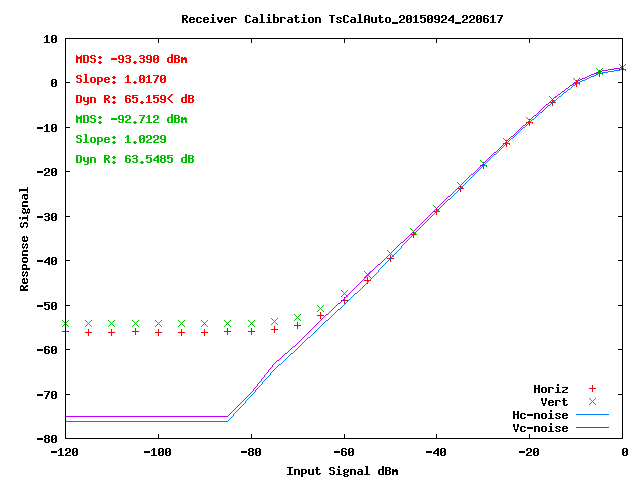 Receiver Calibration TsCalAuto_20150924_220617
10
0
-10
-20
-30
-40
-50
-60
-70
-80
Response Signal
MDS: -93.390 dBm
Slope: 1.0170
Dyn R: 65.159< dB
MDS: -92.712 dBm
Slope: 1.0229
Dyn R: 63.5485 dB
Horiz
Vert
Hc-noise
Vc-noise
-120 -100 -80 -60 -40 -20 0
Input Signal dBm